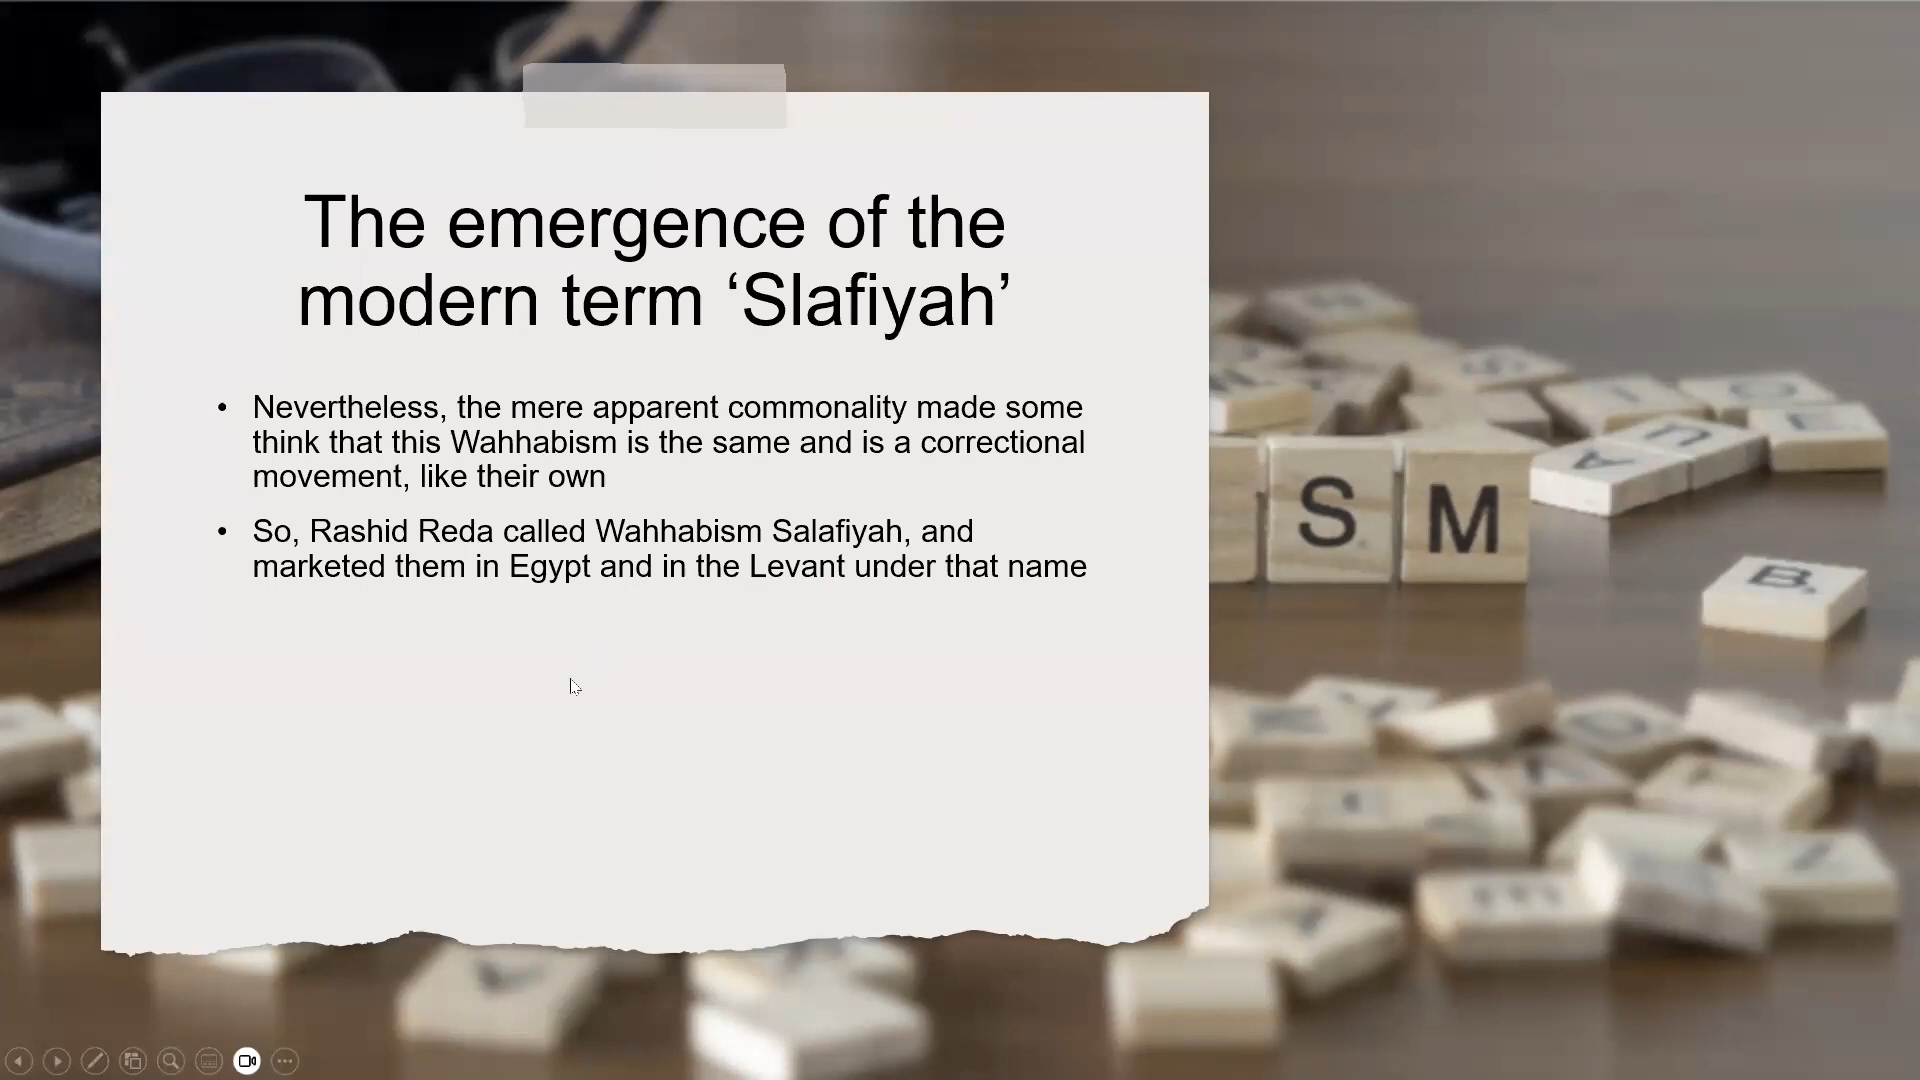 The emergence of the
modern term ‘Slafiyah’
• Nevertheless, the mere apparent commonality made some
think that this Wahhabism is the same and is a correctional
movement, like their own
• So, Rashid Reda called Wahhabism Salafiyah, and
marketed them in Egypt and in the Levant under that name
S M
B